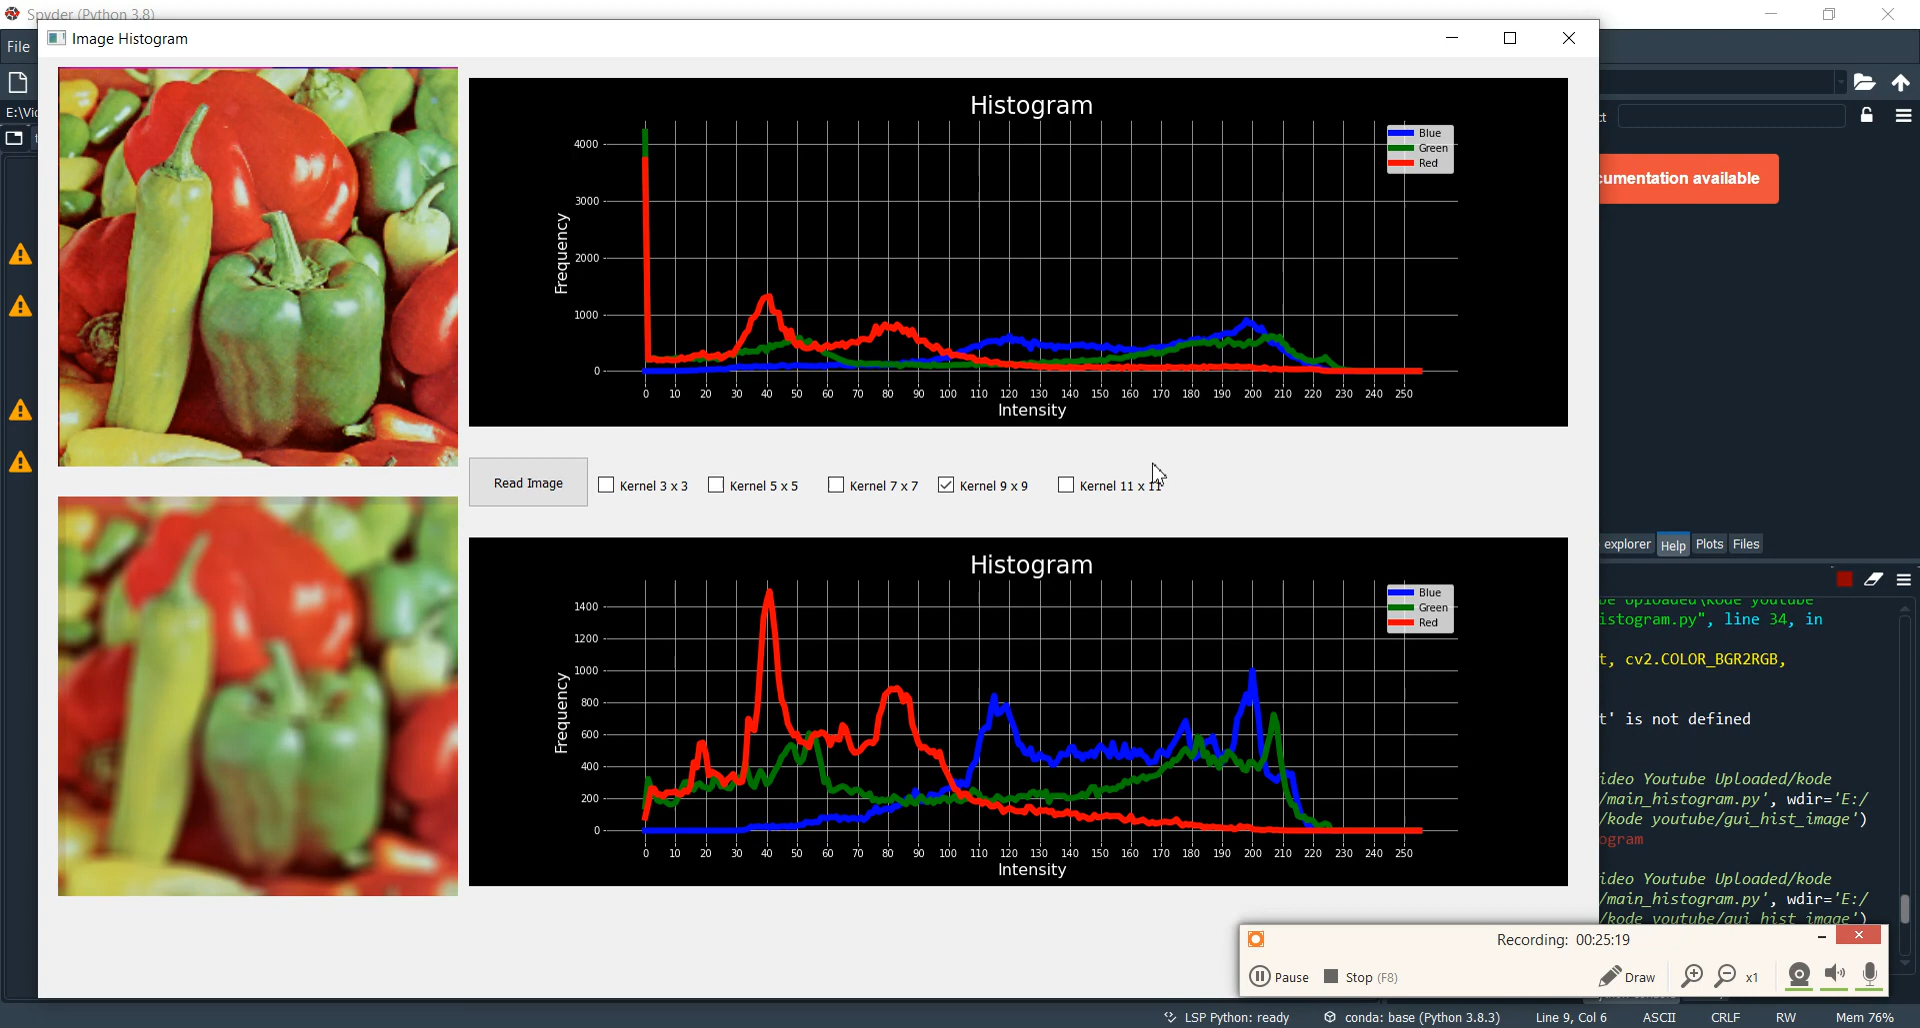 Spyder (Python 3.8)
File
Image Histogram
E:\Vi
ct
Histogram
Frequency
4000
3000
2000
1000
0
Blue
Green
Red
0 10 20 30 40 50 60 70 80 90 100 110 120 130 140 150 160 170 180 190 200 210 220 230 240 250
Intensity
cumentation available
Read Image
Kernel 3 x 3
Kernel 5 x 5
Kernel 7 x 7
Kernel 9 x 9
Kernel 11 x 11
explorer Help Plots Files
Histogram
Frequency
1400
1200
1000
800
600
400
200
0
Blue
Green
Red
0 10 20 30 40 50 60 70 80 90 100 110 120 130 140 150 160 170 180 190 200 210 220 230 240 250
Intensity
be Uploaded\kode youtube
istogram.py", line 34, in
t, cv2.COLOR_BGR2RGB,
t' is not defined
ideo Youtube Uploaded/kode
/main_histogram.py', wdir='E:/
/kode youtube/gui_hist_image')
ogram
ideo Youtube Uploaded/kode
/main_histogram.py', wdir='E:/
/kode youtube/gui_hist_image')
Recording: 00:25:19
Pause
Stop (F8)
Draw
x1
LSP Python: ready
conda: base (Python 3.8.3)
Line 9, Col 6
ASCII
CRLF
RW
Mem 76%